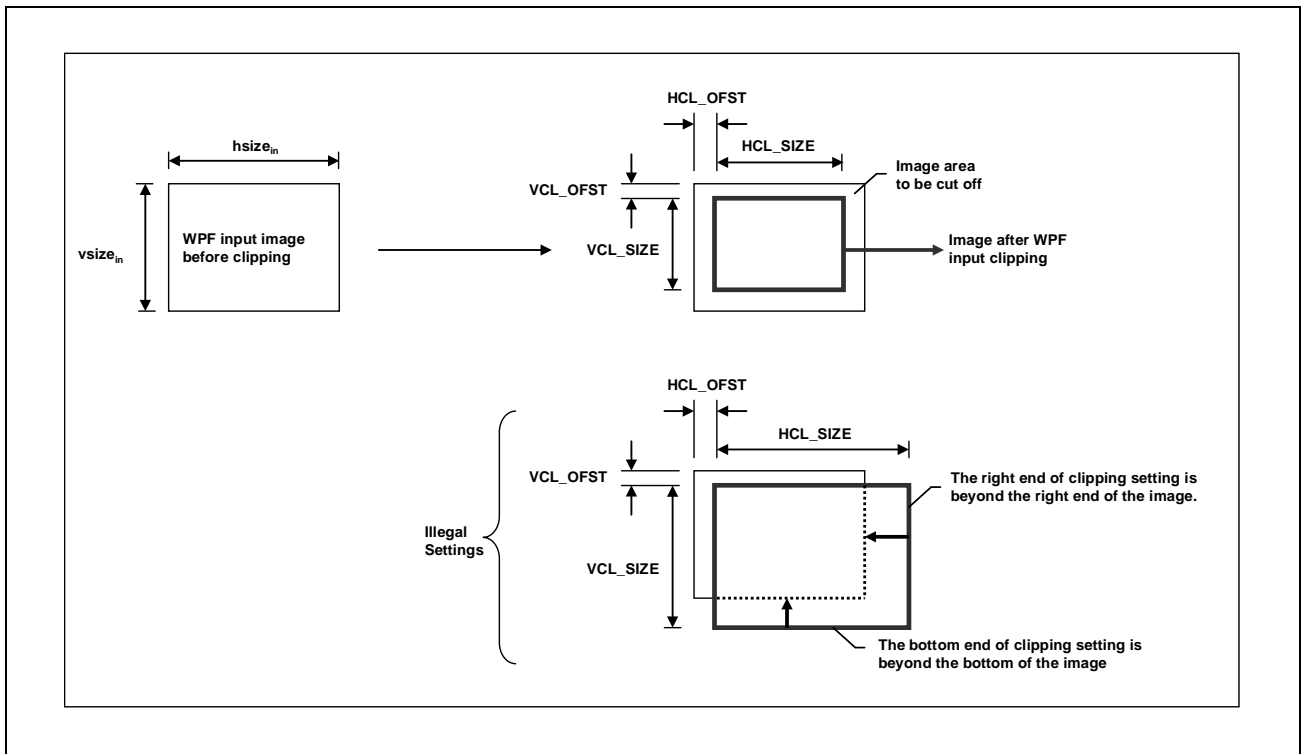 HCL_OFST
hsize_in
HCL_SIZE
Image area
to be cut off
VCL_OFST
WPF input image
before clipping
vsize_in
VCL_SIZE
Image after WPF
input clipping
HCL_OFST
HCL_SIZE
VCL_OFST
The right end of clipping setting is
beyond the right end of the image.
Illegal
Settings
VCL_SIZE
The bottom end of clipping setting is
beyond the bottom of the image